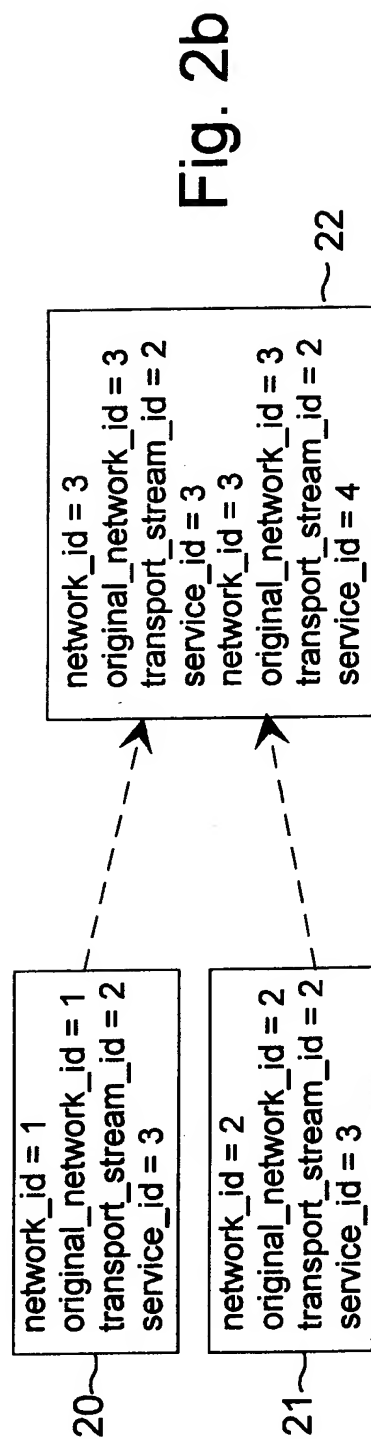 20
network_id = 1
original_network_id = 1
transport_stream_id = 2
service_id = 3
21
network_id = 2
original_network_id = 2
transport_stream_id = 2
service_id = 3
network_id = 3
original_network_id = 3
transport_stream_id = 2
service_id = 3
network_id = 3
original_network_id = 3
transport_stream_id = 2
service_id = 4
22
Fig. 2b